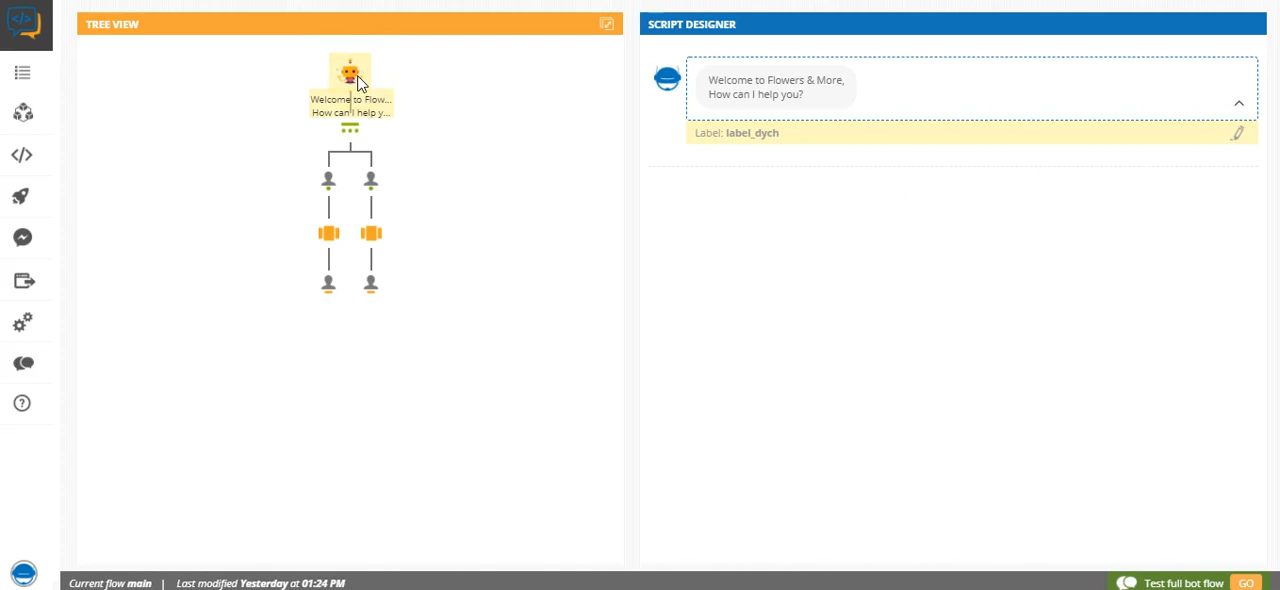 TREE VIEW
Welcome to Flow...
How can I help y...
SCRIPT DESIGNER
Welcome to Flowers & More,
How can I help you?
Label: label_dych
Current flow main | Last modified Yesterday at 01:24 PM
Test full bot flow GO